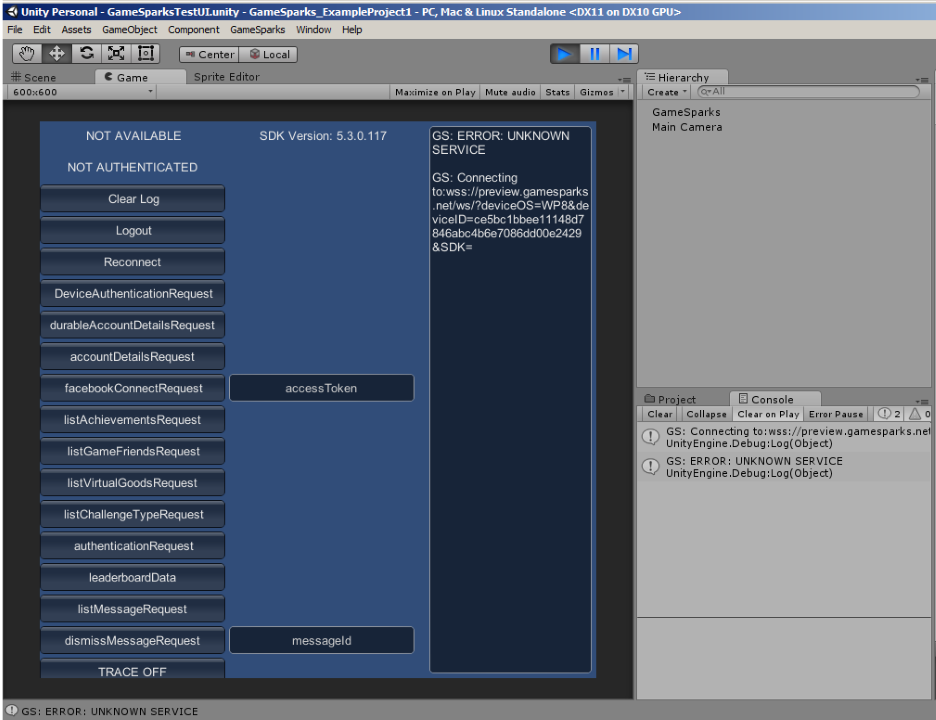 Unity Personal - GameSparksTestUI.unity - GameSparks_ExampleProject1 - PC, Mac & Linux Standalone <DX11 on DX10 GPU>
File Edit Assets GameObject Component GameSparks Window Help
Center Local
Scene Game Sprite Editor
600x600 Maximize on Play Mute audio Stats Gizmos
NOT AVAILABLE SDK Version: 5.3.0.117
NOT AUTHENTICATED
Clear Log
Logout
Reconnect
DeviceAuthenticationRequest
durableAccountDetailsRequest
accountDetailsRequest
facebookConnectRequest accessToken
listAchievementsRequest
listGameFriendsRequest
listVirtualGoodsRequest
listChallengeTypeRequest
authenticationRequest
leaderboardData
listMessageRequest
dismissMessageRequest messageId
TRACE OFF
GS: ERROR: UNKNOWN
SERVICE
GS: Connecting
to:wss://preview.gamesparks
.net/ws/?deviceOS=WP8&de
viceID=ce5bc1bbee11148d7
846abc4b6e7086dd00e2429
&SDK=
Hierarchy
Create All
GameSparks
Main Camera
Project Console
Clear Collapse Clear on Play Error Pause 2 0
GS: Connecting to:wss://preview.gamesparks.net
UnityEngine.Debug:Log(Object)
GS: ERROR: UNKNOWN SERVICE
UnityEngine.Debug:Log(Object)
GS: ERROR: UNKNOWN SERVICE